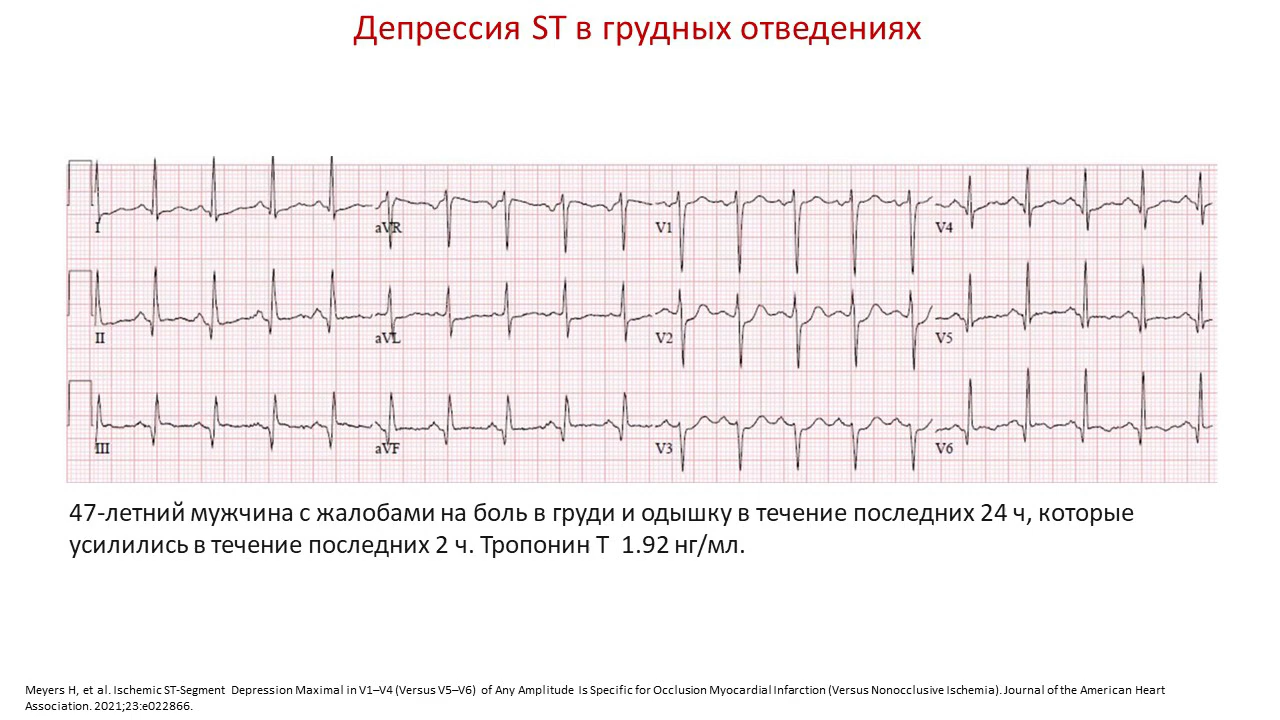 Депрессия ST в грудных отведениях
I
aVR
V1
V4
II
aVL
V2
V5
III
aVF
V3
V6
47-летний мужчина с жалобами на боль в груди и одышку в течение последних 24 ч, которые
усилились в течение последних 2 ч. Тропонин Т 1.92 нг/мл.
Meyers H, et al. Ischemic ST-Segment Depression Maximal in V1–V4 (Versus V5–V6) of Any Amplitude Is Specific for Occlusion Myocardial Infarction (Versus Nonocclusive Ischemia). Journal of the American Heart
Association. 2021;23:e022866.